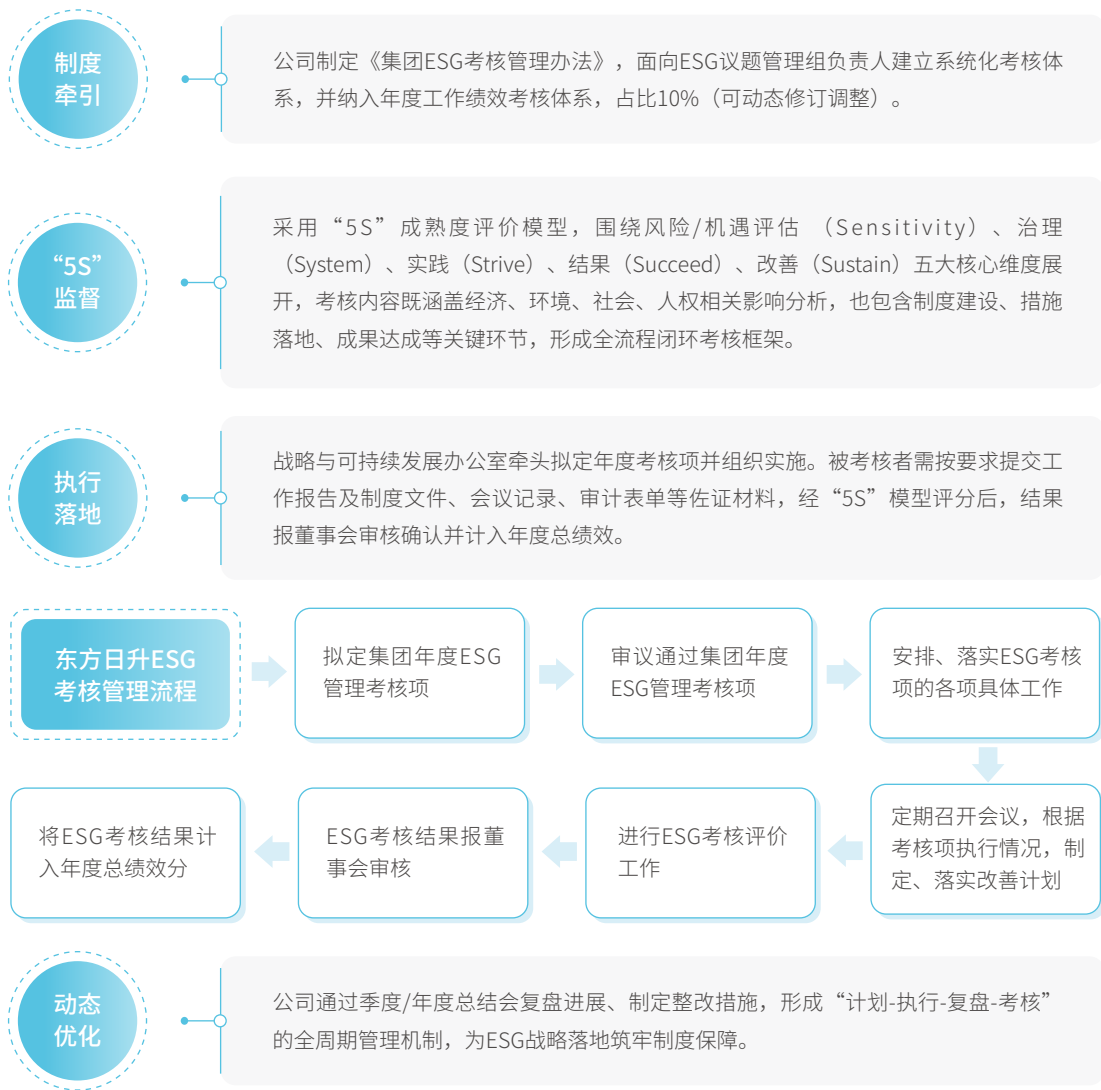 制度
牵引
公司制定《集团ESG考核管理办法》，面向ESG议题管理组负责人建立系统化考核体
系，并纳入年度工作绩效考核体系，占比10%（可动态修订调整）。
“5S”
监督
采用“5S”成熟度评价模型，围绕风险/机遇评估 （Sensitivity）、治理
（System）、实践（Strive）、结果（Succeed）、改善（Sustain）五大核心维度展
开，考核内容既涵盖经济、环境、社会、人权相关影响分析，也包含制度建设、措施
落地、成果达成等关键环节，形成全流程闭环考核框架。
执行
落地
战略与可持续发展办公室牵头拟定年度考核项并组织实施。被考核者需按要求提交工
作报告及制度文件、会议记录、审计表单等佐证材料，经“5S”模型评分后，结果
报董事会审核确认并计入年度总绩效。
东方日升ESG
考核管理流程
拟定集团年度ESG
管理考核项
审议通过集团年度
ESG管理考核项
安排、落实ESG考核
项的各项具体工作
定期召开会议，根据
考核项执行情况，制
定、落实改善计划
进行ESG考核评价
工作
ESG考核结果报董
事会审核
将ESG考核结果计
入年度总绩效分
动态
优化
公司通过季度/年度总结会复盘进展、制定整改措施，形成“计划-执行-复盘-考核”
的全周期管理机制，为ESG战略落地筑牢制度保障。